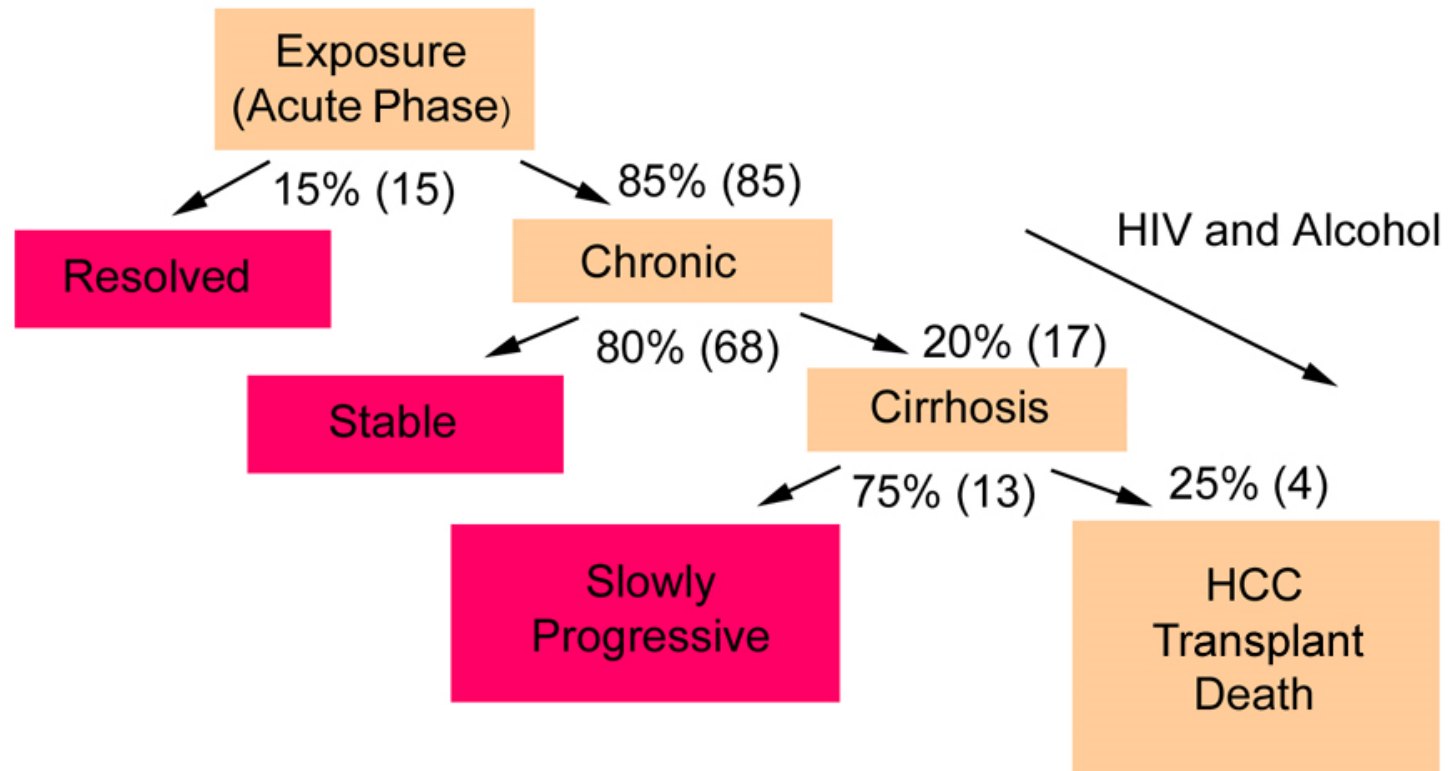 Exposure
(Acute Phase)
15% (15)
85% (85)
Resolved
Chronic
HIV and Alcohol
80% (68)
20% (17)
Stable
Cirrhosis
75% (13)
25% (4)
Slowly
Progressive
HCC
Transplant
Death